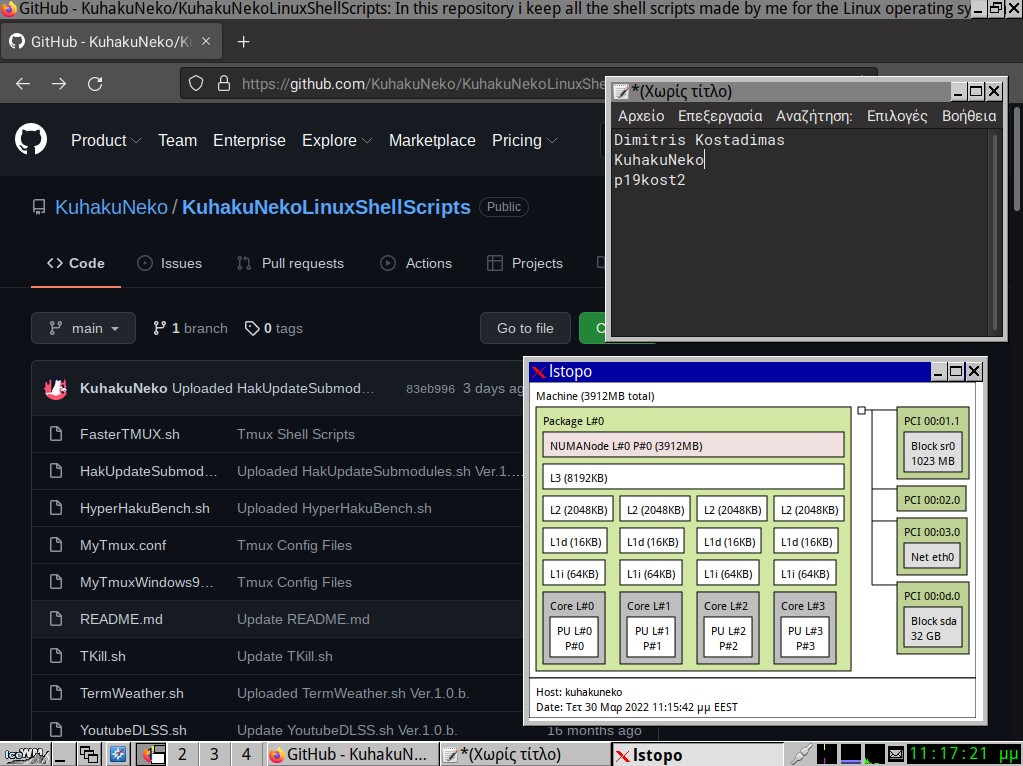 GitHub - KuhakuNeko/KuhakuNekoLinuxShellScripts: In this repository i keep all the shell scripts made by me for the Linux operating sy
GitHub - KuhakuNeko/Ku
https://github.com/KuhakuNeko/KuhakuNekoLinuxShe
Product
Team
Enterprise
Explore
Marketplace
Pricing
KuhakuNeko / KuhakuNekoLinuxShellScripts
Public
Code
Issues
Pull requests
Actions
Projects
main
1 branch
0 tags
Go to file
KuhakuNeko Uploaded HakUpdateSubmod...
83eb996 3 days ag
FasterTMUX.sh
Tmux Shell Scripts
HakUpdateSubmod...
Uploaded HakUpdateSubmodules.sh Ver.1....
HyperHakuBench.sh
Uploaded HyperHakuBench.sh
MyTmux.conf
Tmux Config Files
MyTmuxWindows9...
Tmux Config Files
README.md
Update README.md
TKill.sh
Update TKill.sh
TermWeather.sh
Uploaded TermWeather.sh Ver.1.0.b.
YoutubeDLSS.sh
Update YoutubeDLSS.sh Ver.1.0.b.
16 months ago
*(Χωρίς τίτλο)
Αρχείο Επεξεργασία Αναζήτηση: Επιλογές Βοήθεια
Dimitris Kostadimas
KuhakuNeko
p19kost2
lstopo
Machine (3912MB total)
Package L#0
NUMANode L#0 P#0 (3912MB)
L3 (8192KB)
L2 (2048KB) L2 (2048KB) L2 (2048KB) L2 (2048KB)
L1d (16KB) L1d (16KB) L1d (16KB) L1d (16KB)
L1i (64KB) L1i (64KB) L1i (64KB) L1i (64KB)
Core L#0 Core L#1 Core L#2 Core L#3
PU L#0 PU L#1 PU L#2 PU L#3
P#0 P#1 P#2 P#3
PCI 00:01.1
Block sr0
1023 MB
PCI 00:02.0
PCI 00:03.0
Net eth0
PCI 00:0d.0
Block sda
32 GB
Host: kuhakuneko
Date: Τετ 30 Μαρ 2022 11:15:42 μμ EEST
IceWM
2
3
4
GitHub - KuhakuN...
*(Χωρίς τίτλο)
lstopo
11:17:21 μμ